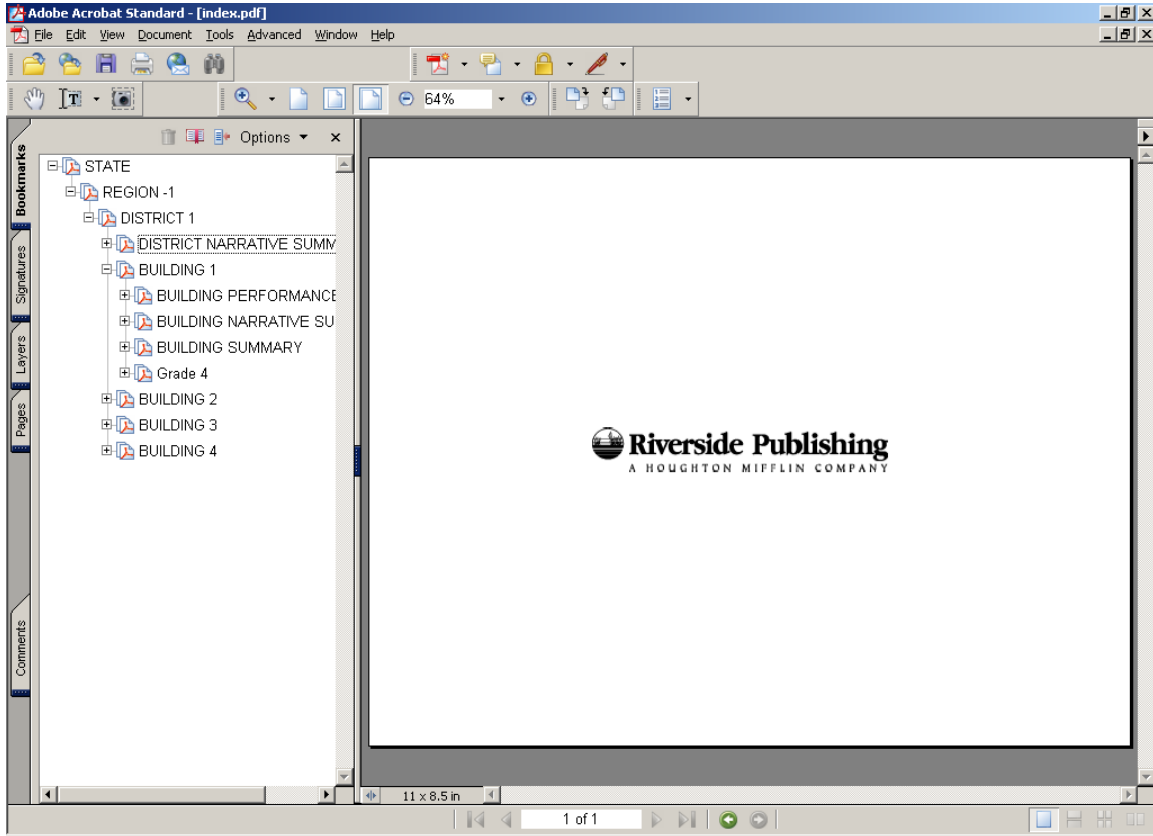 Adobe Acrobat Standard - [index.pdf]
File Edit View Document Tools Advanced Window Help
64%
Options
Bookmarks
Signatures
Layers
Pages
Comments
STATE
REGION -1
DISTRICT 1
DISTRICT NARRATIVE SUMM
BUILDING 1
BUILDING PERFORMANCE
BUILDING NARRATIVE SU
BUILDING SUMMARY
Grade 4
BUILDING 2
BUILDING 3
BUILDING 4
Riverside Publishing
A HOUGHTON MIFFLIN COMPANY
11 x 8.5 in
1 of 1